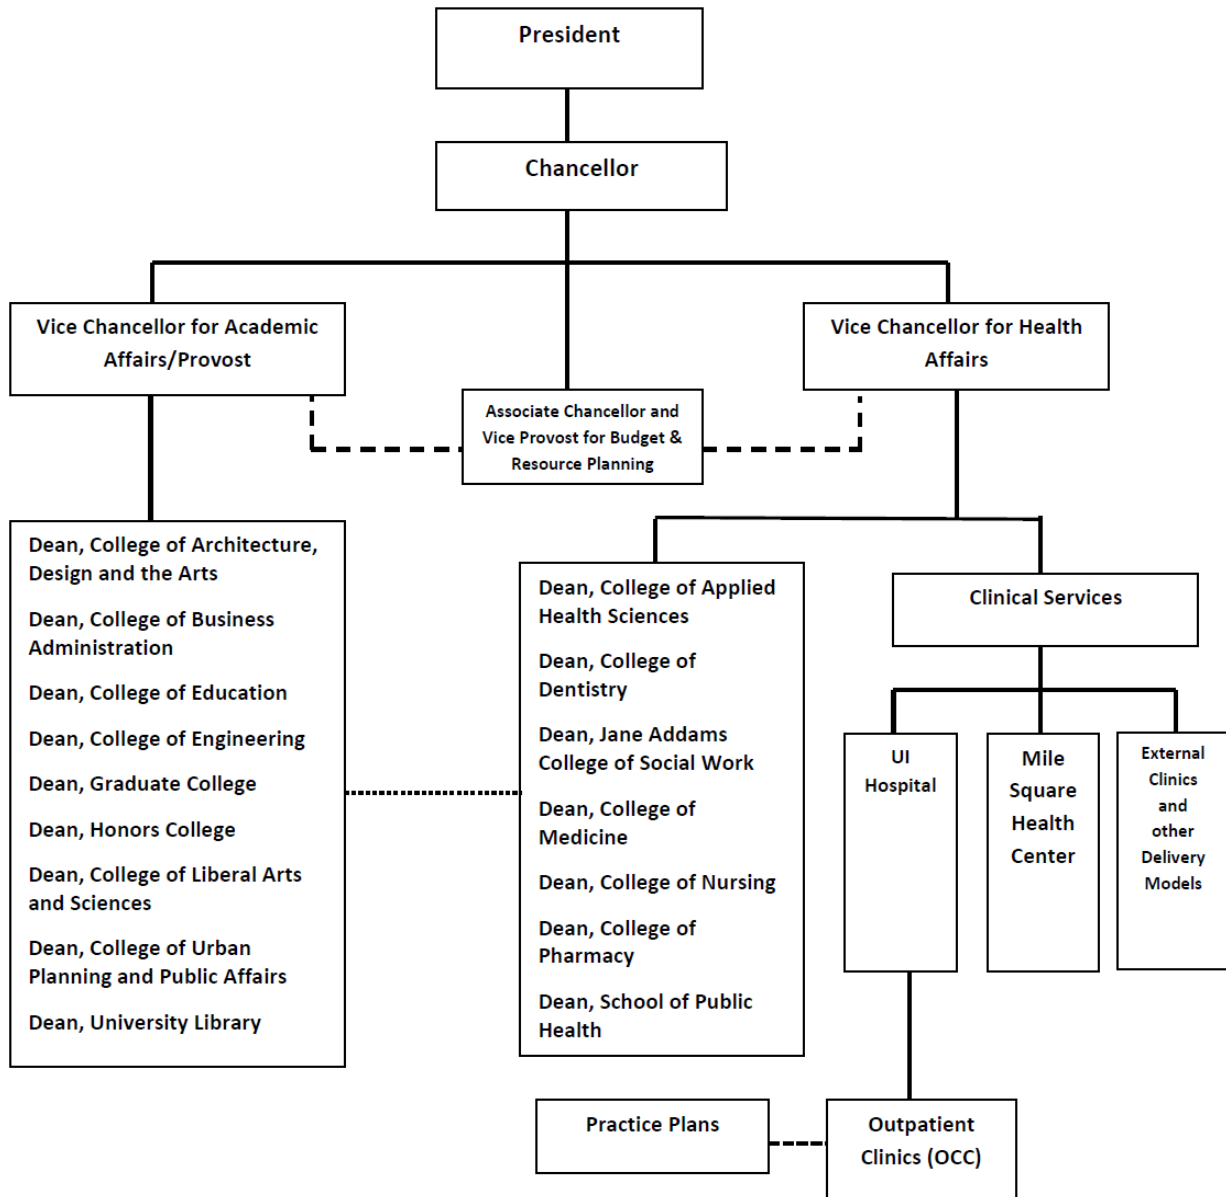 President
Chancellor
Vice Chancellor for Academic
Affairs/Provost
Vice Chancellor for Health
Affairs
Associate Chancellor and
Vice Provost for Budget &
Resource Planning
Dean, College of Architecture,
Design and the Arts
Dean, College of Business
Administration
Dean, College of Education
Dean, College of Engineering
Dean, Graduate College
Dean, Honors College
Dean, College of Liberal Arts
and Sciences
Dean, College of Urban
Planning and Public Affairs
Dean, University Library
Dean, College of Applied
Health Sciences
Dean, College of
Dentistry
Dean, Jane Addams
College of Social Work
Dean, College of
Medicine
Dean, College of Nursing
Dean, College of
Pharmacy
Dean, School of Public
Health
Clinical Services
UI
Hospital
Mile
Square
Health
Center
External
Clinics
and
other
Delivery
Models
Practice Plans
Outpatient
Clinics (OCC)